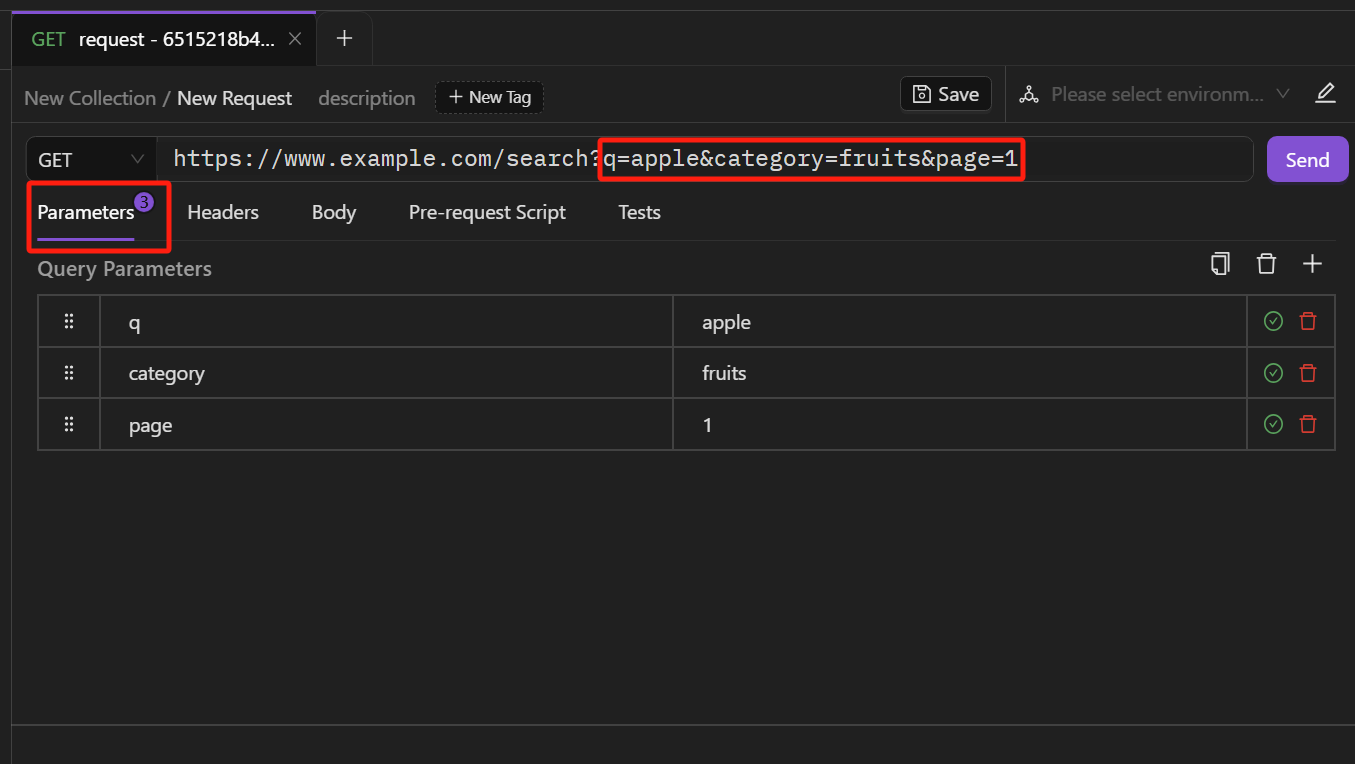 GET request - 6515218b4...
New Collection / New Request description + New Tag Save Please select environm...
GET https://www.example.com/search?q=apple&category=fruits&page=1 Send
Parameters 3 Headers Body Pre-request Script Tests
Query Parameters
q apple
category fruits
page 1